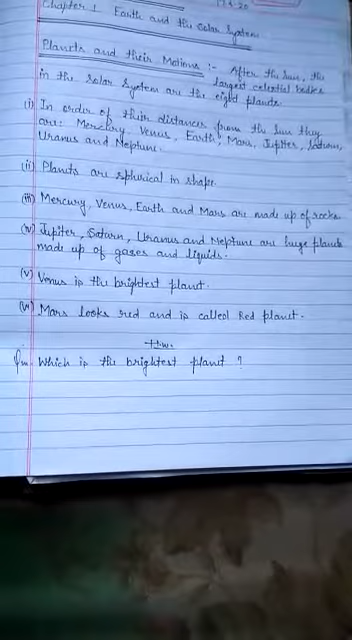 Chapter 1 Earth and the Solar System
Planets and their Motions :- After the Sun, the
largest celestial bodies
in the Solar System are the eight planets
(i) In order of their distances from the Sun they
are: Mercury, Venus, Earth, Mars, Jupiter, Saturn,
Uranus and Neptune.
(ii) Planets are spherical in shape.
(iii) Mercury, Venus, Earth and Mars are made up of rocks
(iv) Jupiter, Saturn, Uranus and Neptune are huge planets
made up of gases and liquids.
(v) Venus is the brightest planet.
(vi) Mars looks red and is called Red planet.
H.W.
Which is the brightest planet ?